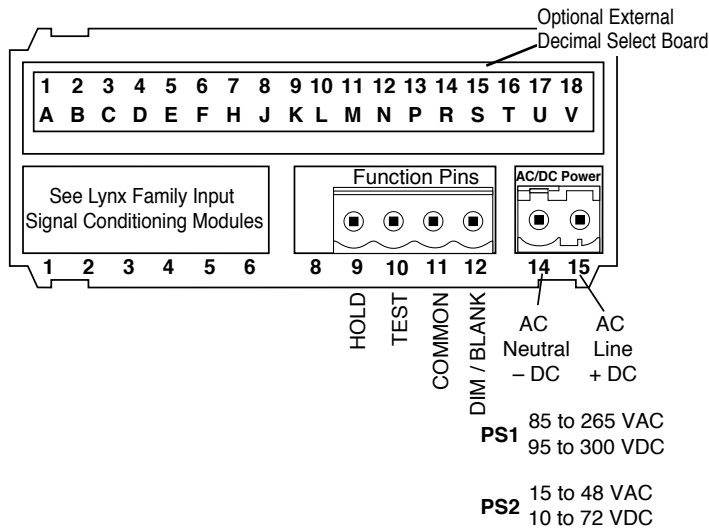 Optional External
Decimal Select Board
1 2 3 4 5 6 7 8 9 10 11 12 13 14 15 16 17 18
A B C D E F H J K L M N P R S T U V
See Lynx Family Input
Signal Conditioning Modules
Function Pins
AC/DC Power
1 2 3 4 5 6 8 9 10 11 12 14 15
HOLD
TEST
COMMON
DIM / BLANK
AC
Neutral
– DC
AC
Line
+ DC
PS1 85 to 265 VAC
95 to 300 VDC
PS2 15 to 48 VAC
10 to 72 VDC